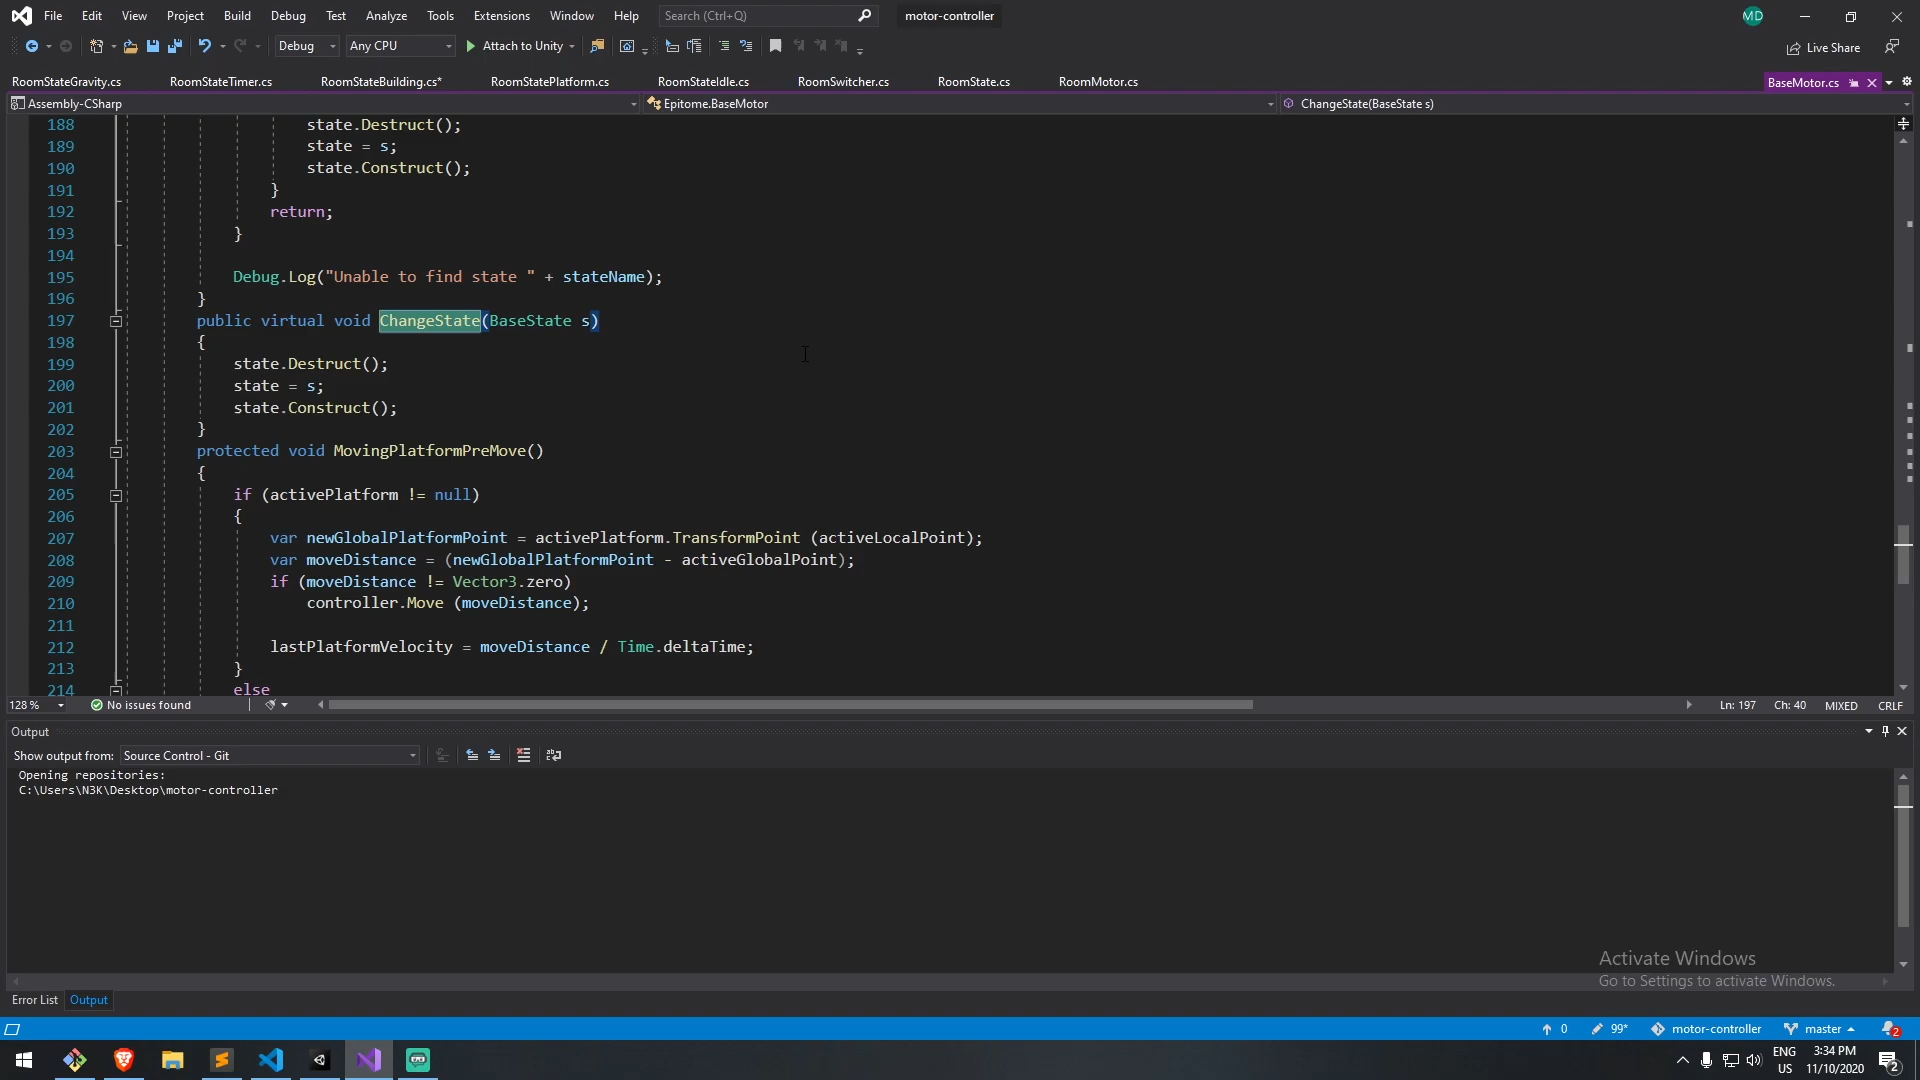 File Edit View Project Build Debug Test Analyze Tools Extensions Window Help Search (Ctrl+Q) motor-controller MD
Debug Any CPU Attach to Unity Live Share
RoomStateGravity.cs RoomStateTimer.cs RoomStateBuilding.cs* RoomStatePlatform.cs RoomStateIdle.cs RoomSwitcher.cs RoomState.cs RoomMotor.cs BaseMotor.cs
Assembly-CSharp Epitome.BaseMotor ChangeState(BaseState s)
188 state.Destruct();
189 state = s;
190 state.Construct();
191 }
192 return;
193 }
194
195 Debug.Log("Unable to find state " + stateName);
196 }
197 public virtual void ChangeState(BaseState s)
198 {
199 state.Destruct();
200 state = s;
201 state.Construct();
202 }
203 protected void MovingPlatformPreMove()
204 {
205 if (activePlatform != null)
206 {
207 var newGlobalPlatformPoint = activePlatform.TransformPoint (activeLocalPoint);
208 var moveDistance = (newGlobalPlatformPoint - activeGlobalPoint);
209 if (moveDistance != Vector3.zero)
210 controller.Move (moveDistance);
211
212 lastPlatformVelocity = moveDistance / Time.deltaTime;
213 }
214 else
128 % No issues found Ln: 197 Ch: 40 MIXED CRLF
Output
Show output from: Source Control - Git
Opening repositories:
C:\Users\N3K\Desktop\motor-controller
Activate Windows
Go to Settings to activate Windows.
Error List Output
0 99* motor-controller master 2
ENG 3:34 PM
US 11/10/2020 2